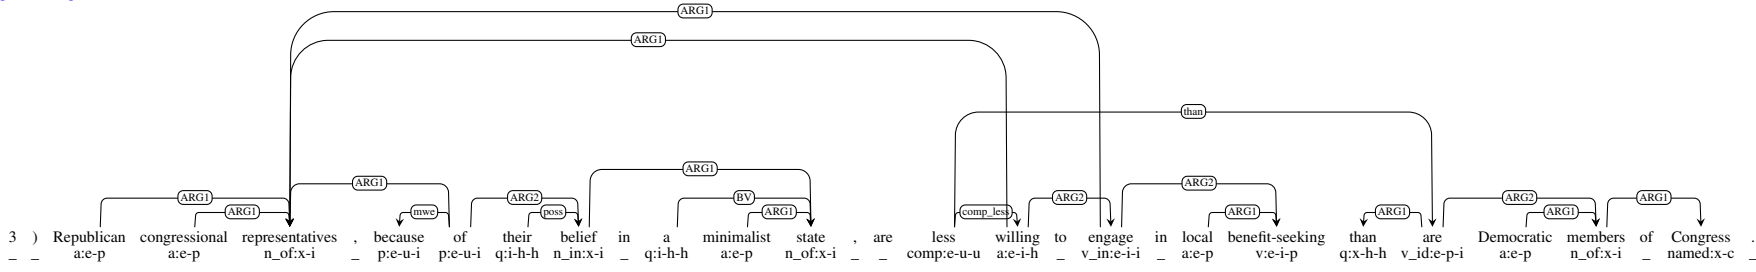 ARG1
ARG1
than
ARG1
ARG1 ARG1 ARG2 BV ARG2 ARG2 ARG2 ARG1
ARG1 mwe poss ARG1 comp_less ARG1 ARG1 ARG1
3 ) Republican congressional representatives , because of their belief in a minimalist state , are less willing to engage in local benefit-seeking than are Democratic members of Congress .
_ _ a:e-p a:e-p n_of:x-i _ p:e-u-i p:e-u-i q:i-h-h n_in:x-i _ q:i-h-h a:e-p n_of:x-i _ _ comp:e-u-u a:e-i-h _ v_in:e-i-i _ a:e-p v:e-i-p q:x-h-h v_id:e-p-i a:e-p n_of:x-i _ named:x-c _